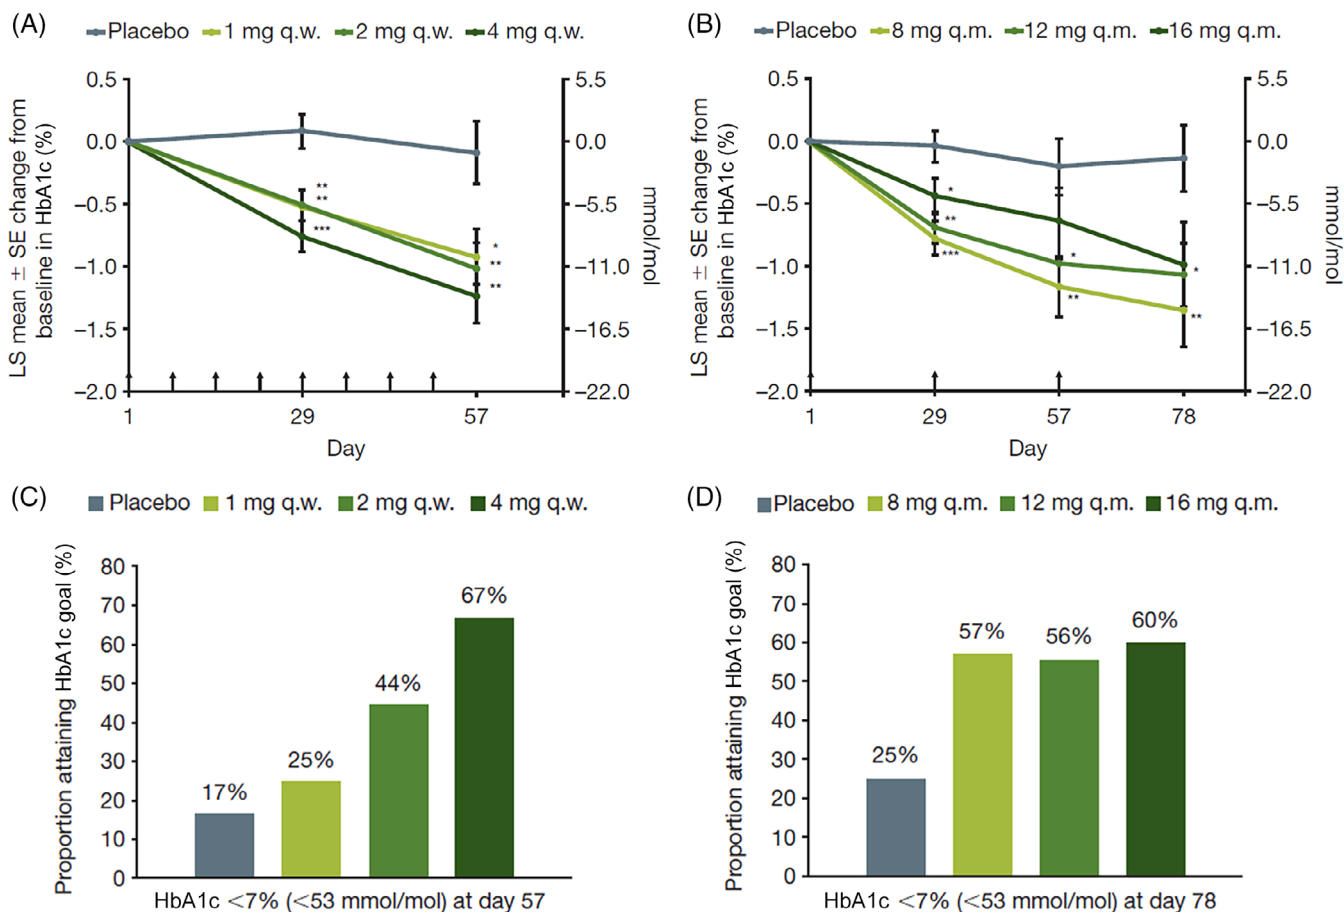 (A)
Placebo 1 mg q.w. 2 mg q.w. 4 mg q.w.
LS mean ± SE change from
baseline in HbA1c (%)
0.5
0.0
−0.5
−1.0
−1.5
−2.0
5.5
0.0
−5.5
−11.0
−16.5
−22.0
mmol/mol
**
**
***
*
**
**
1 29 57
Day
(B)
Placebo 8 mg q.m. 12 mg q.m. 16 mg q.m.
LS mean ± SE change from
baseline in HbA1c (%)
0.5
0.0
−0.5
−1.0
−1.5
−2.0
5.5
0.0
−5.5
−11.0
−16.5
−22.0
mmol/mol
*
**
***
*
**
*
**
1 29 57 78
Day
(C)
Placebo 1 mg q.w. 2 mg q.w. 4 mg q.w.
Proportion attaining HbA1c goal (%)
80
70
60
50
40
30
20
10
0
17%
25%
44%
67%
HbA1c <7% (<53 mmol/mol) at day 57
(D)
Placebo 8 mg q.m. 12 mg q.m. 16 mg q.m.
Proportion attaining HbA1c goal (%)
80
70
60
50
40
30
20
10
0
25%
57%
56%
60%
HbA1c <7% (<53 mmol/mol) at day 78